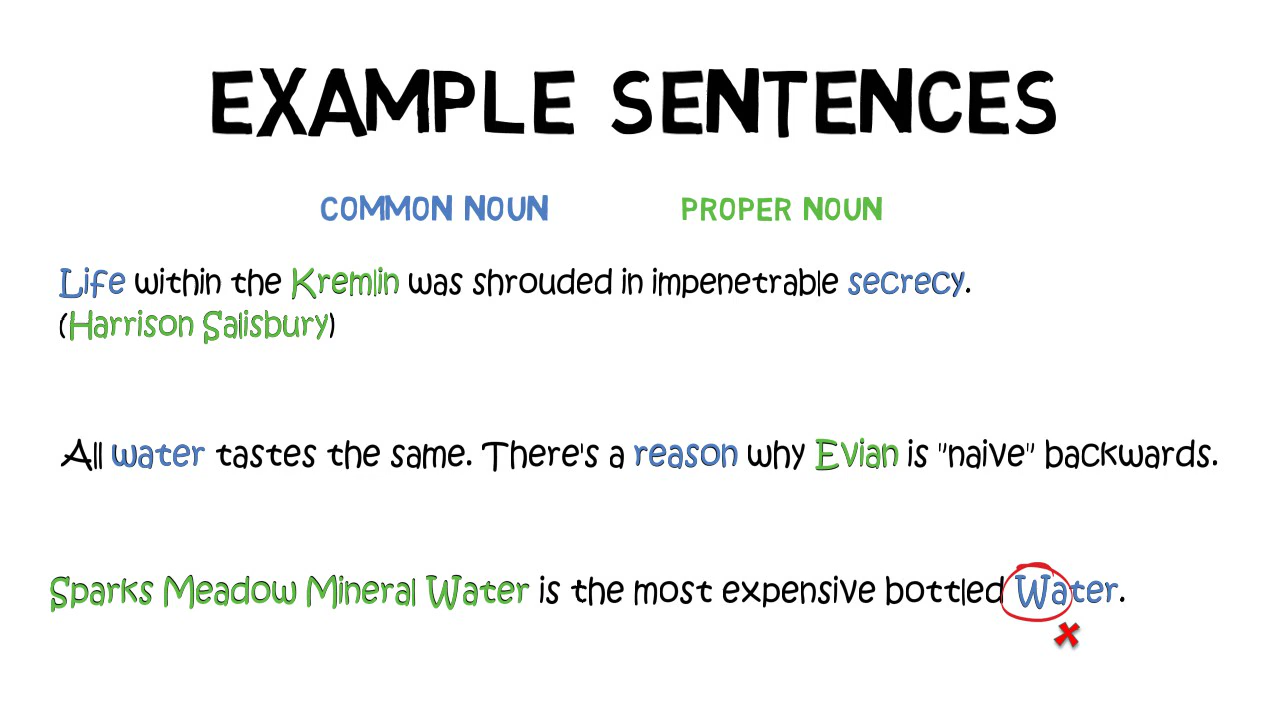 EXAMPLE SENTENCES
COMMON NOUN PROPER NOUN
Life within the Kremlin was shrouded in impenetrable secrecy.
(Harrison Salisbury)
All water tastes the same. There's a reason why Evian is "naive" backwards.
Sparks Meadow Mineral Water is the most expensive bottled Water.